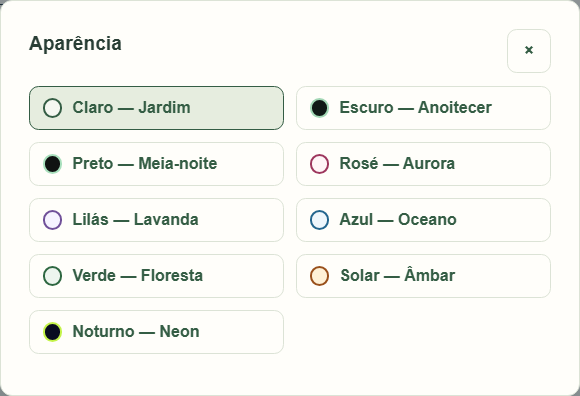 Aparência
×
Claro — Jardim
Escuro — Anoitecer
Preto — Meia-noite
Rosé — Aurora
Lilás — Lavanda
Azul — Oceano
Verde — Floresta
Solar — Âmbar
Noturno — Neon